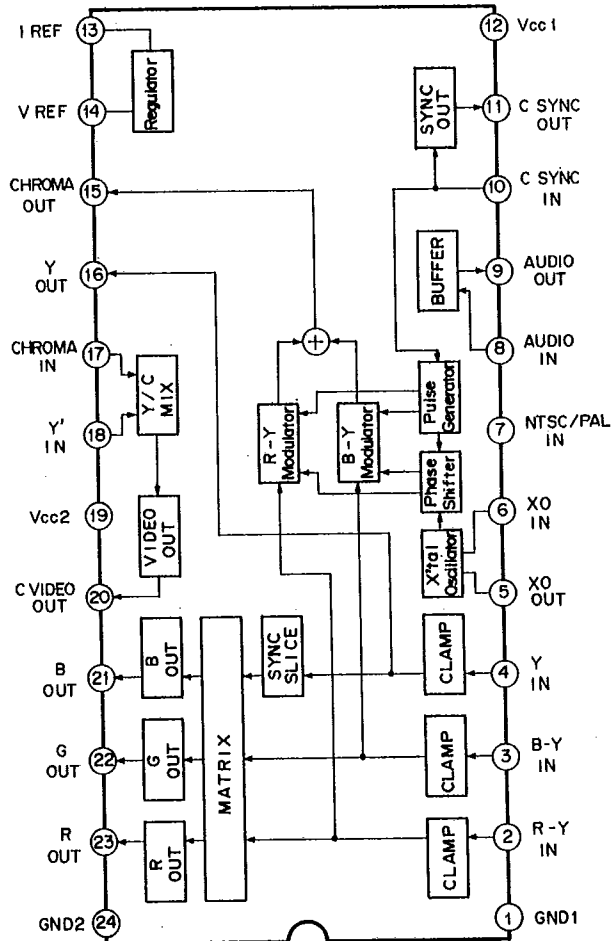 I REF
13
12
Vcc1
Regulator
V REF
14
SYNC
OUT
11
C SYNC
OUT
CHROMA
OUT
15
10
C SYNC
IN
Y
OUT
16
BUFFER
9
AUDIO
OUT
CHROMA
IN
17
8
AUDIO
IN
Y/C
MIX
+
Y'
IN
18
R-Y
Modulator
B-Y
Modulator
Pulse
Generator
7
NTSC/PAL
IN
Phase
Shifter
Vcc2
19
6
XO
IN
VIDEO OUT
X'tal
Oscillator
C VIDEO
OUT
20
5
XO
OUT
B
OUT
21
B
OUT
SYNC
SLICE
CLAMP
4
Y
IN
MATRIX
G
OUT
22
G
OUT
CLAMP
3
B-Y
IN
R
OUT
23
R
OUT
CLAMP
2
R-Y
IN
GND2
24
1
GND1